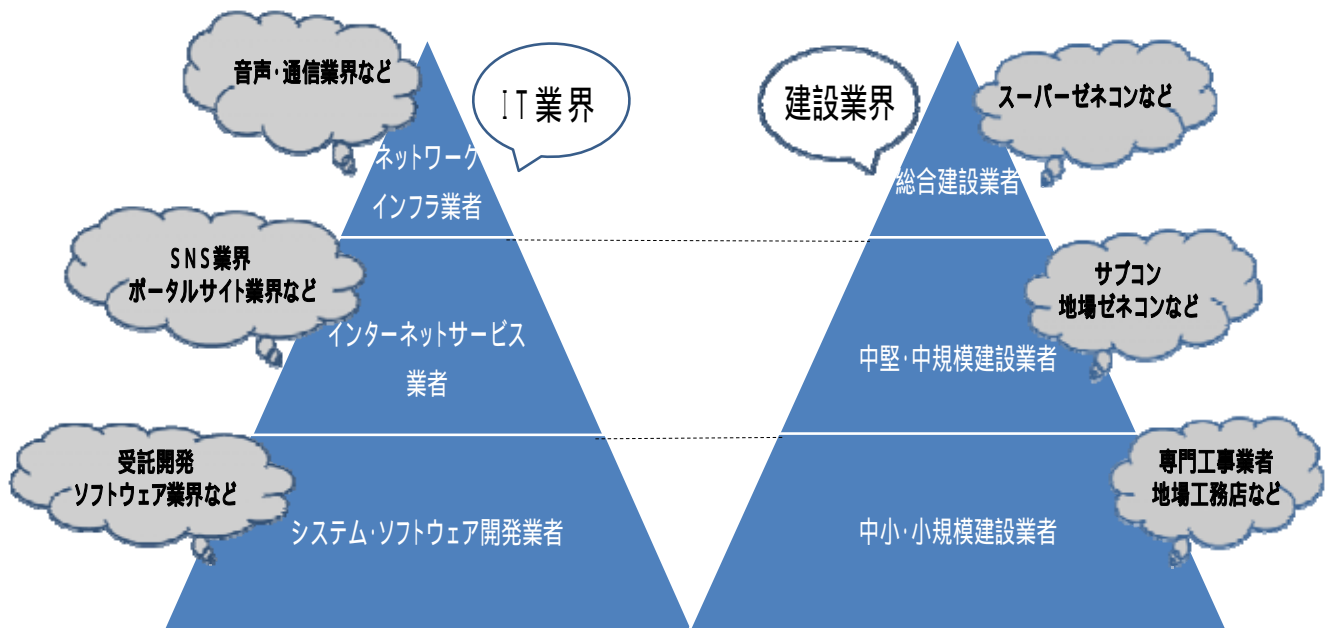 音声・通信業界など
IT業界
ネットワーク
インフラ業者
SNS業界
ポータルサイト業界など
インターネットサービス
業者
受託開発
ソフトウェア業界など
システム・ソフトウェア開発業者
建設業界
スーパーゼネコンなど
総合建設業者
サブコン
地場ゼネコンなど
中堅・中規模建設業者
専門工事業者
地場工務店など
中小・小規模建設業者